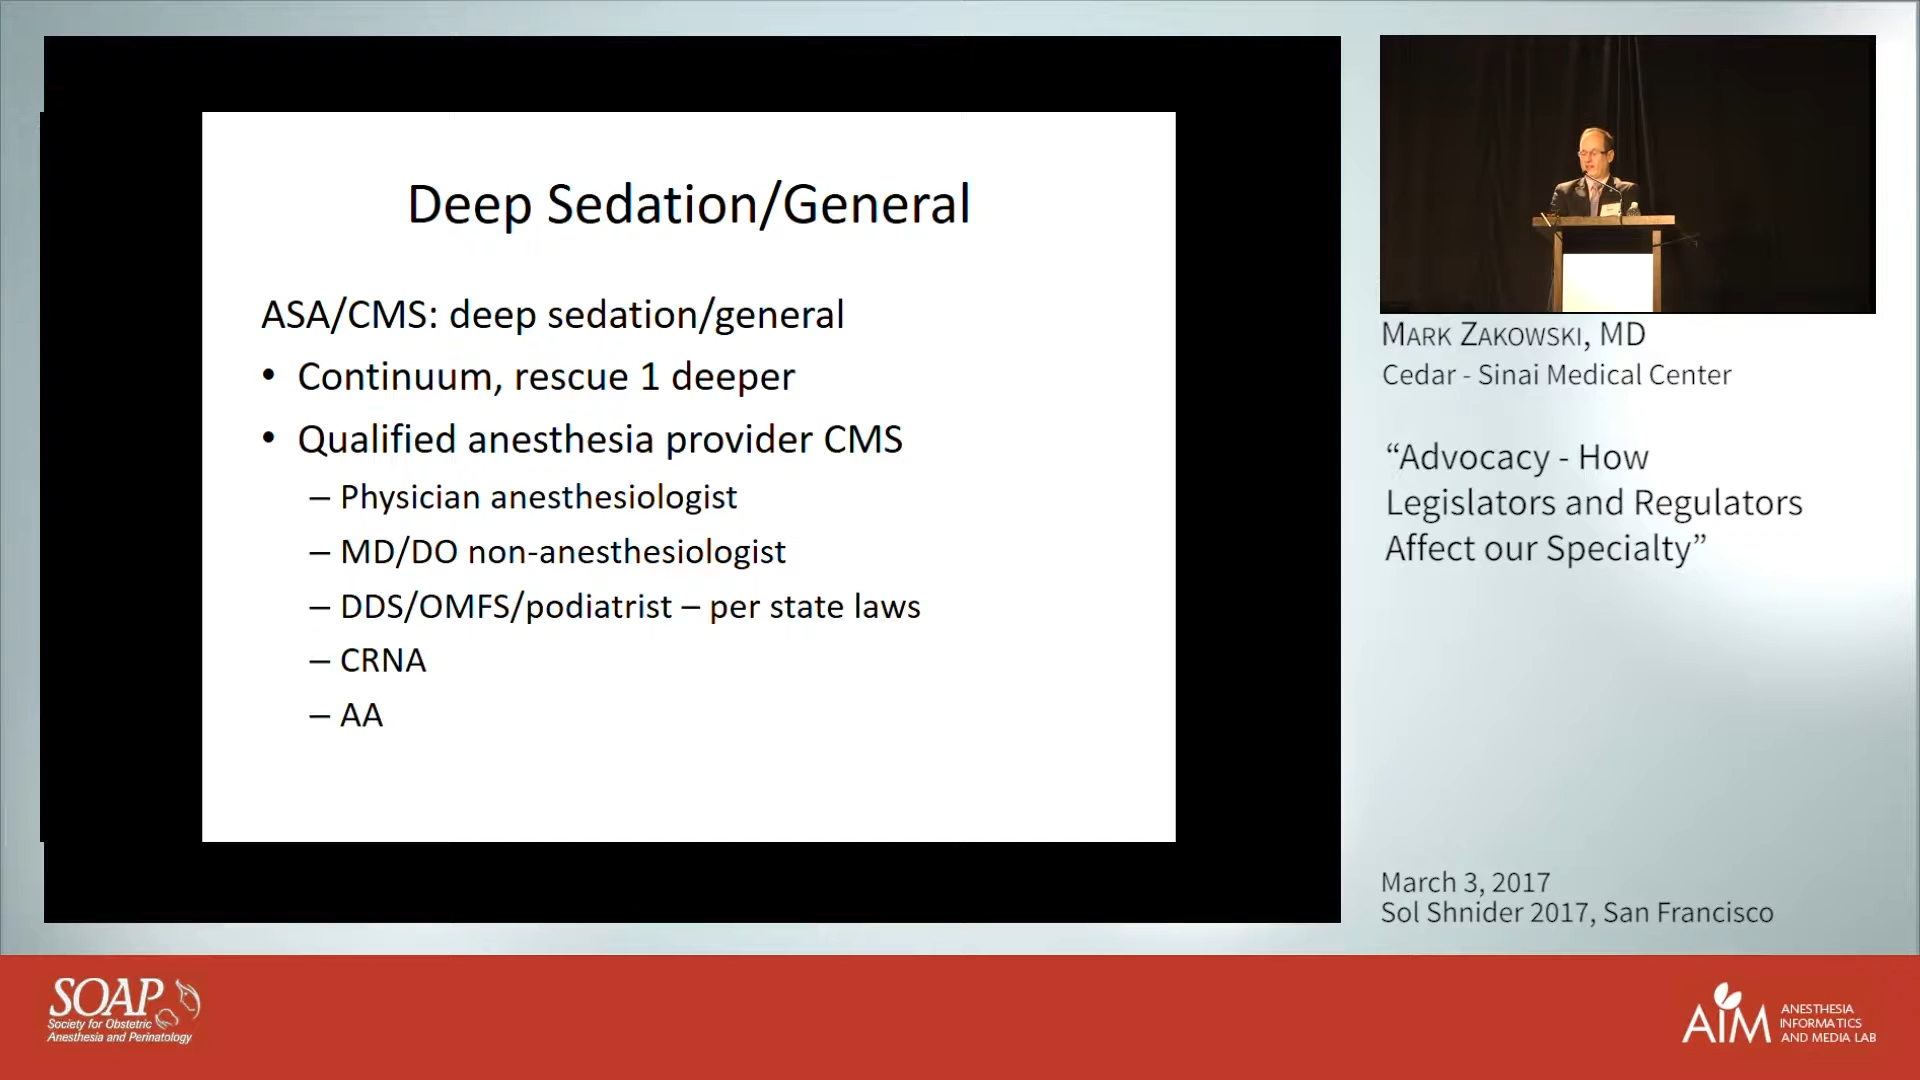 Deep Sedation/General
ASA/CMS: deep sedation/general
• Continuum, rescue 1 deeper
• Qualified anesthesia provider CMS
– Physician anesthesiologist
– MD/DO non-anesthesiologist
– DDS/OMFS/podiatrist – per state laws
– CRNA
– AA
MARK ZAKOWSKI, MD
Cedar - Sinai Medical Center
“Advocacy - How
Legislators and Regulators
Affect our Specialty”
March 3, 2017
Sol Shnider 2017, San Francisco
SOAP
Society for Obstetric
Anesthesia and Perinatology
AIM
ANESTHESIA
INFORMATICS
AND MEDIA LAB